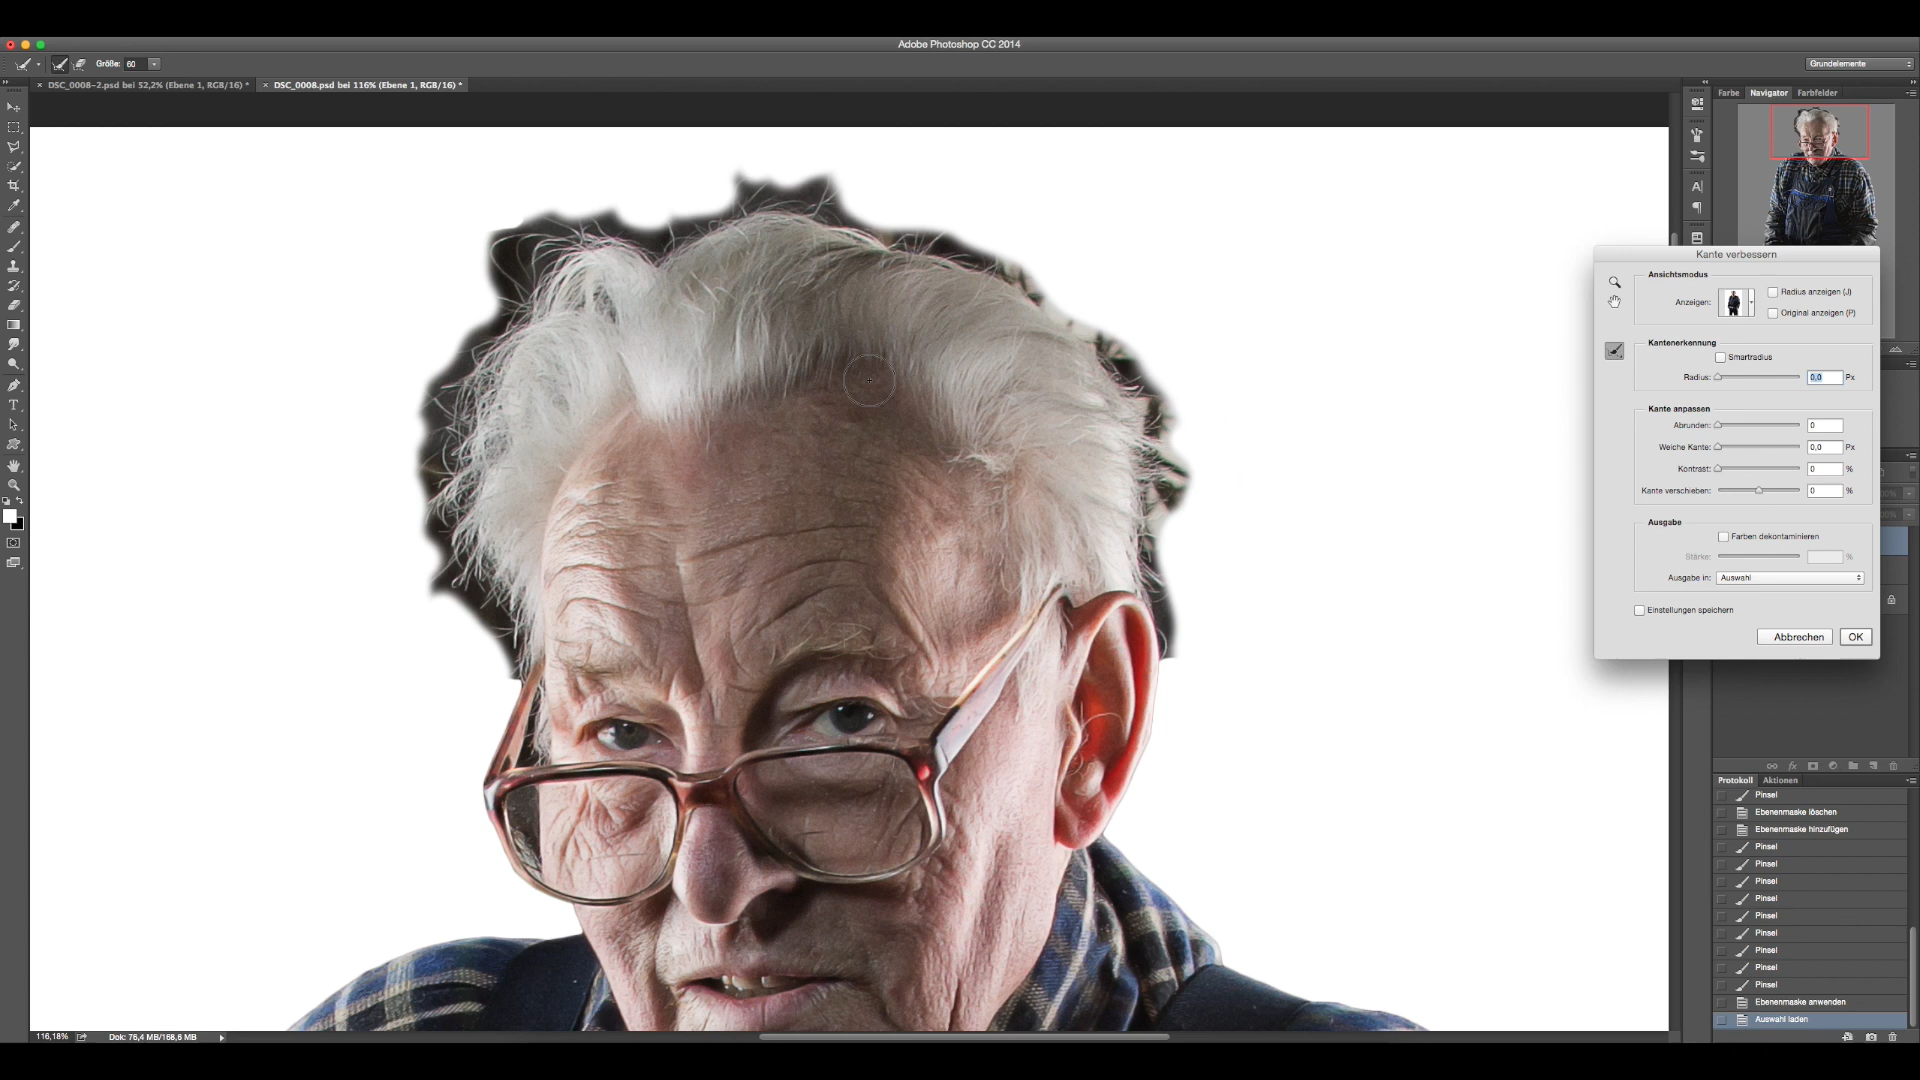 Adobe Photoshop CC 2014
Größe: 60
Grundelemente
DSC_0008-2.psd bei 52,2% (Ebene 1, RGB/16) *
DSC_0008.psd bei 116% (Ebene 1, RGB/16) *
Farbe Navigator Farbfelder
Kante verbessern
Ansichtsmodus
Anzeigen:
Radius anzeigen (J)
Original anzeigen (P)
Kantenerkennung
Smartradius
Radius: 0,0 Px
Kante anpassen
Abrunden: 0
Weiche Kante: 0,0 Px
Kontrast: 0 %
Kante verschieben: 0 %
Ausgabe
Farben dekontaminieren
Stärke: %
Ausgabe in: Auswahl
Einstellungen speichern
Abbrechen OK
Protokoll Aktionen
Pinsel
Ebenenmaske löschen
Ebenenmaske hinzufügen
Pinsel
Pinsel
Pinsel
Pinsel
Pinsel
Pinsel
Pinsel
Pinsel
Pinsel
Ebenenmaske anwenden
Auswahl laden
116,18% Dok: 76,4 MB/168,6 MB